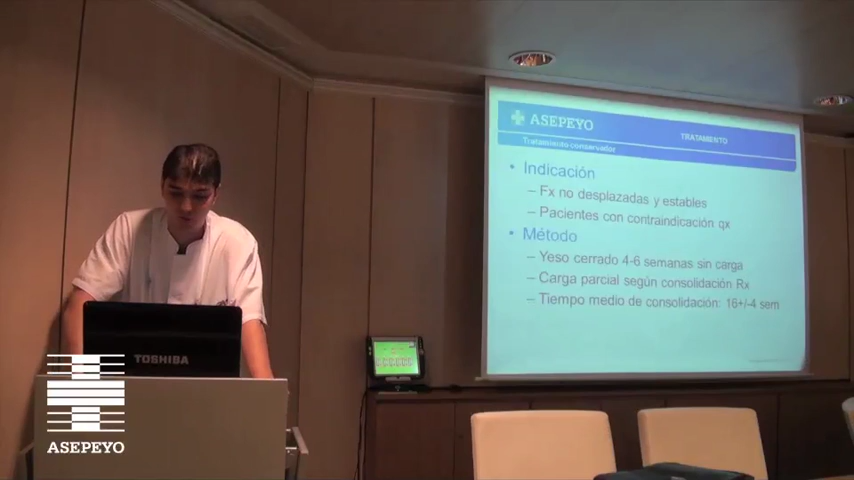 ASEPEYO
TRATAMIENTO
Tratamiento conservador
• Indicación
– Fx no desplazadas y estables
– Pacientes con contraindicación qx
• Método
– Yeso cerrado 4-6 semanas sin carga
– Carga parcial según consolidación Rx
– Tiempo medio de consolidación: 16+/-4 sem
TOSHIBA
ASEPEYO